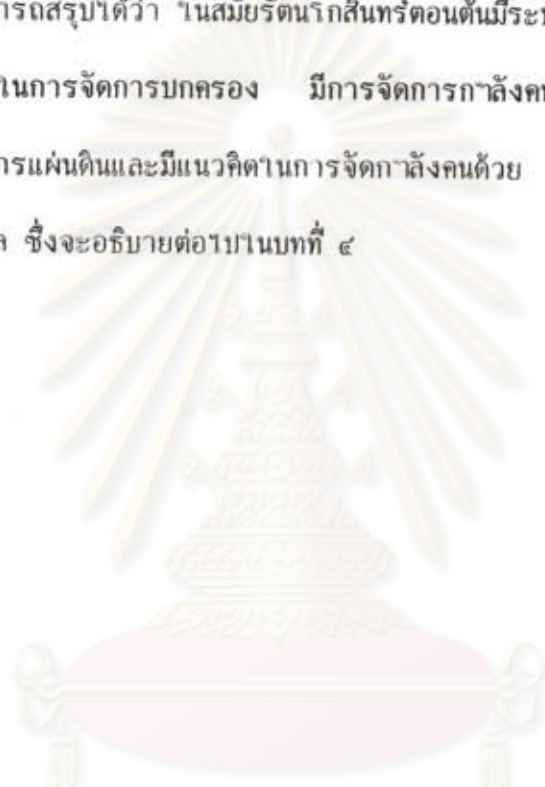 ารถสรุปได้ว่า ในสมัยรัตนโกสินทร์ตอนต้นมีระบ
ในการจัดการปกครอง มีการจัดการกำลังค
ารแผ่นดินและมีแนวคิดในการจัดกำลังคนด้วย
ซึ่งจะอธิบายต่อไปในบทที่ ๔